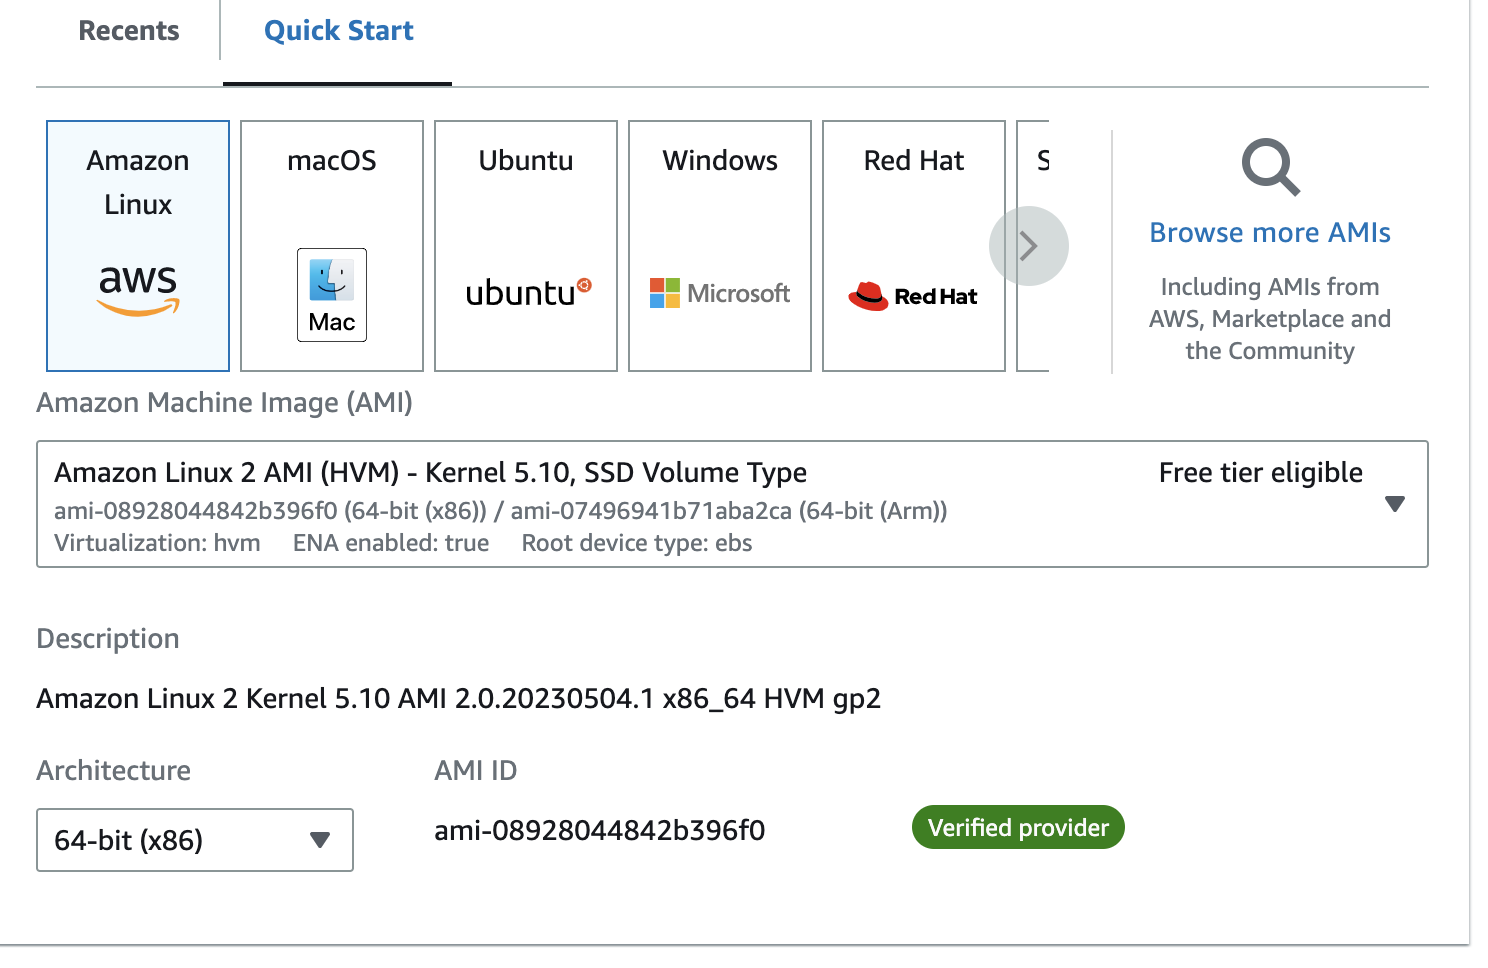 Recents
Quick Start
Amazon
Linux
aws
macOS
Mac
Ubuntu
ubuntu
Windows
Microsoft
Red Hat
Red Hat
S
Browse more AMIs
Including AMIs from
AWS, Marketplace and
the Community
Amazon Machine Image (AMI)
Amazon Linux 2 AMI (HVM) - Kernel 5.10, SSD Volume Type
Free tier eligible
ami-08928044842b396f0 (64-bit (x86)) / ami-07496941b71aba2ca (64-bit (Arm))
Virtualization: hvm ENA enabled: true Root device type: ebs
Description
Amazon Linux 2 Kernel 5.10 AMI 2.0.20230504.1 x86_64 HVM gp2
Architecture
AMI ID
64-bit (x86)
ami-08928044842b396f0
Verified provider